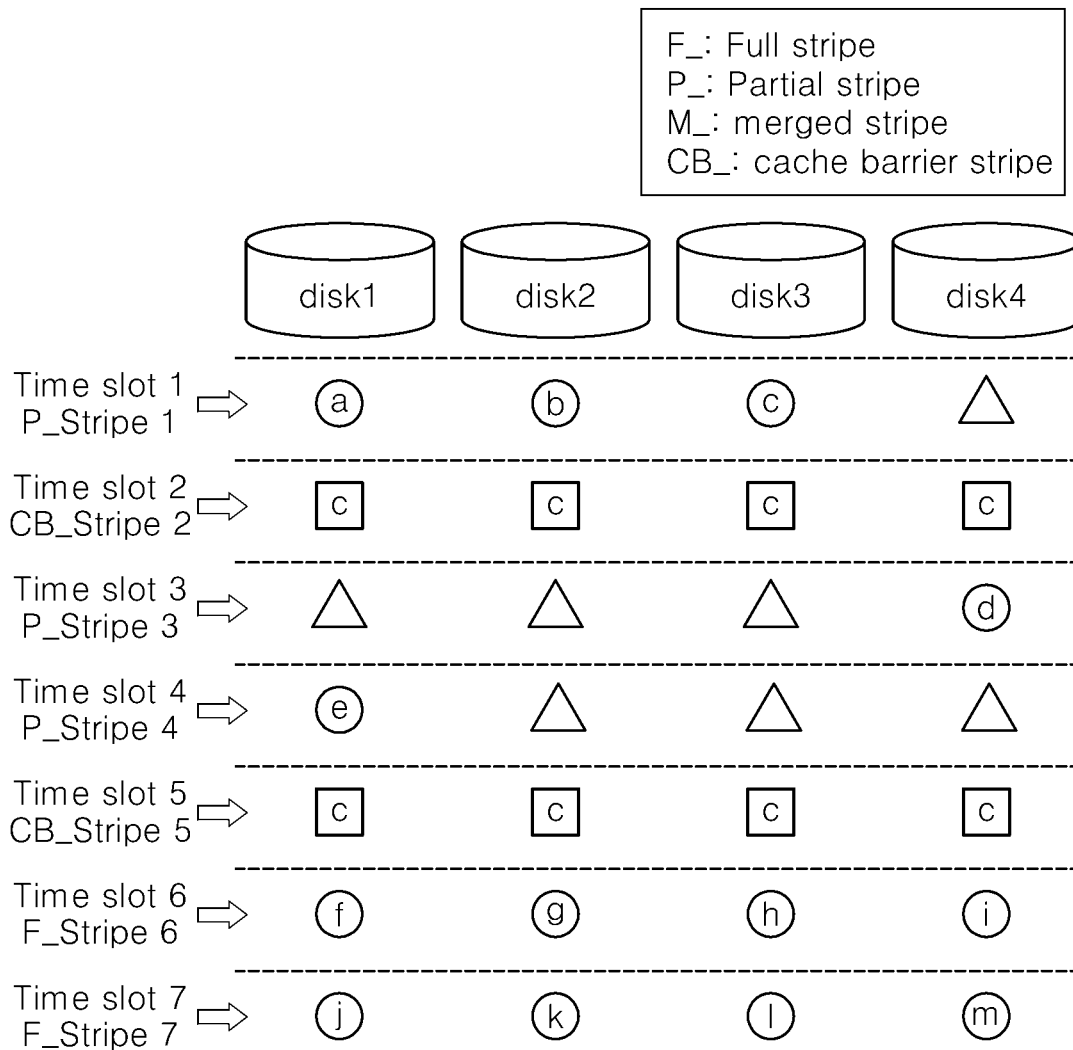 F_: Full stripe
P_: Partial stripe
M_: merged stripe
CB_: cache barrier stripe
disk1 disk2 disk3 disk4
Time slot 1
P_Stripe 1
a b c
Time slot 2
CB_Stripe 2
c c c c
Time slot 3
P_Stripe 3
d
Time slot 4
P_Stripe 4
e
Time slot 5
CB_Stripe 5
c c c c
Time slot 6
F_Stripe 6
f g h i
Time slot 7
F_Stripe 7
j k l m